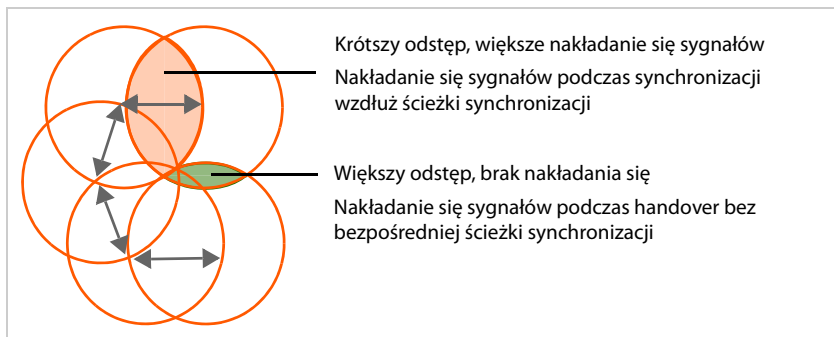 Krótszy odstęp, większe nakładanie się sygnałów
Nakładanie się sygnałów podczas synchronizacji
wzdłuż ścieżki synchronizacji
Większy odstęp, brak nakładania się
Nakładanie się sygnałów podczas handover bez
bezpośredniej ścieżki synchronizacji